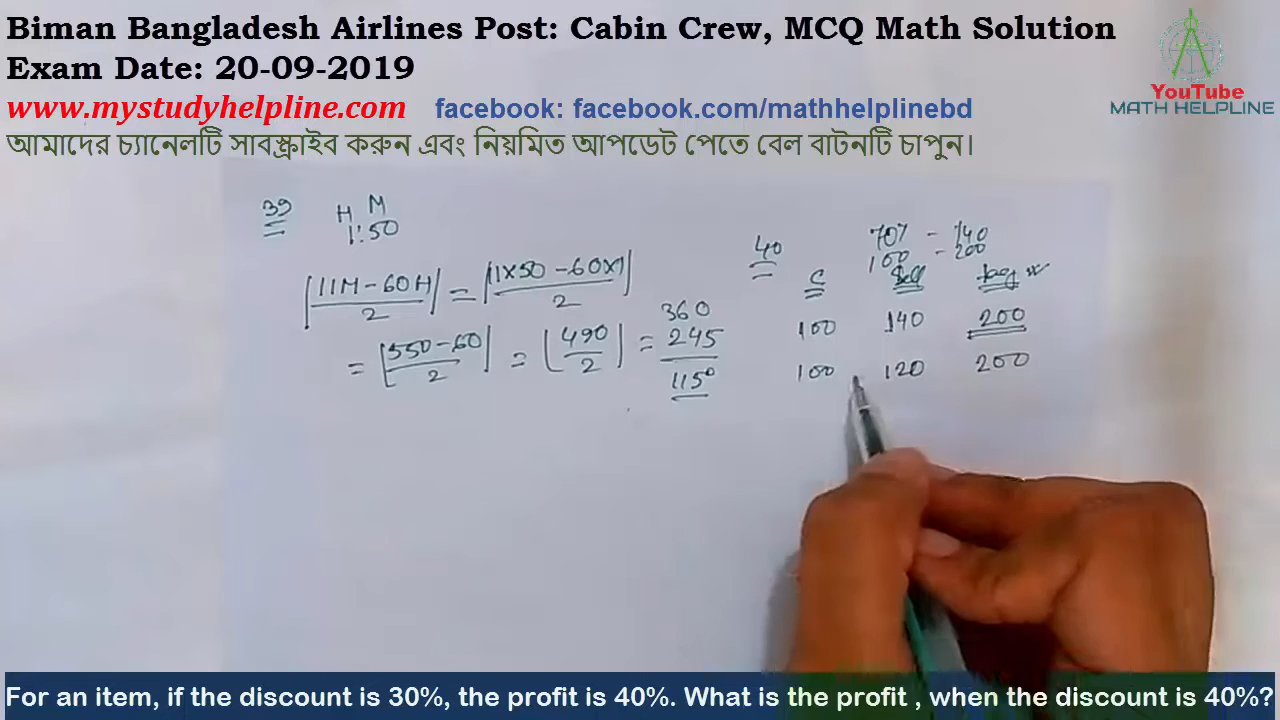 Biman Bangladesh Airlines Post: Cabin Crew, MCQ Math Solution
Exam Date: 20-09-2019
www.mystudyhelpline.com facebook: facebook.com/mathhelplinebd
YouTube
MATH HELPLINE
আমাদের চ্যানেলটি সাবস্ক্রাইব করুন এবং নিয়মিত আপডেট পেতে বেল বাটনটি চাপুন।
39 H M
1:50
|11M - 60H| / 2 = |11×50 - 60×1| / 2
= |550 - 60| / 2 = |490 / 2| = 245
360
115°
40
70% - 140
100 - 200
C Sell
100 140 200
100 120 200
For an item, if the discount is 30%, the profit is 40%. What is the profit , when the discount is 40%?